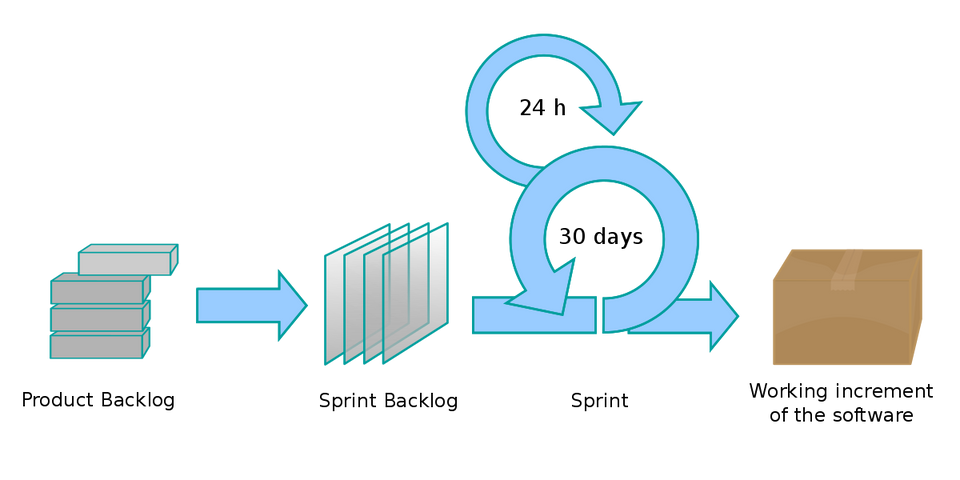 24 h
30 days
Product Backlog
Sprint Backlog
Sprint
Working increment
of the software